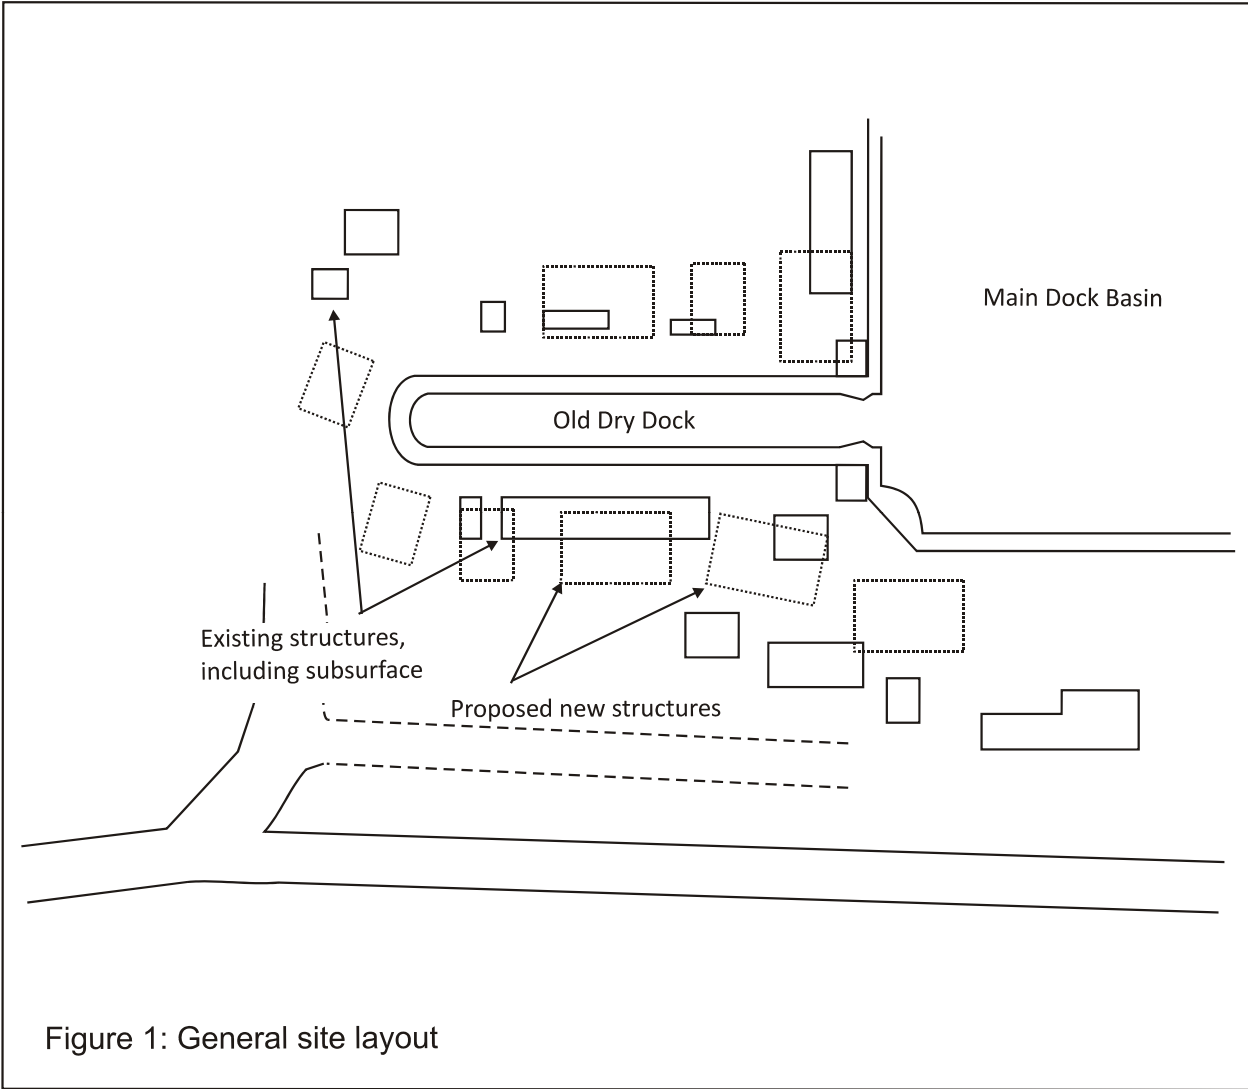 Main Dock Basin
Old Dry Dock
Existing structures,
including subsurface
Proposed new structures
Figure 1: General site layout